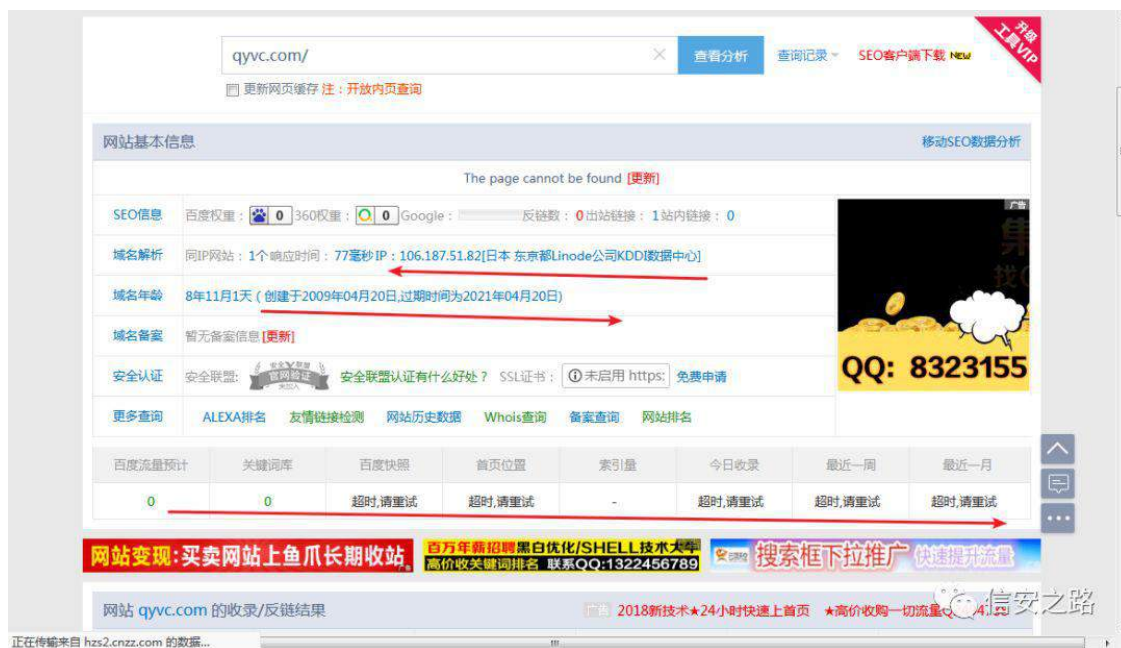 升级
工具VIP
qyvc.com/ 查看分析 查询记录 SEO客户端下载 NEW
更新网页缓存 注：开放内页查询
网站基本信息 移动SEO数据分析
The page cannot be found [更新]
SEO信息 百度权重： 0 360权重： 0 Google： 反链数：0 出站链接：1 站内链接：0
广告
域名解析 同IP网站：1个 响应时间：77毫秒 IP：106.187.51.82[日本 东京都Linode公司KDDI数据中心]
域名年龄 8年11月1天（创建于2009年04月20日,过期时间为2021年04月20日)
域名备案 暂无备案信息 [更新]
安全认证 安全联盟: 安全联盟 官网验证 未加入 安全联盟认证有什么好处？ SSL证书： 未启用 https; 免费申请
QQ: 8323155
更多查询 ALEXA排名 友情链接检测 网站历史数据 Whois查询 备案查询 网站排名
百度流量预计 关键词库 百度快照 首页位置 索引量 今日收录 最近一周 最近一月
0 0 超时,请重试 超时,请重试 - 超时,请重试 超时,请重试 超时,请重试
网站变现:买卖网站上鱼爪长期收站
百万年薪招聘黑白优化/SHELL技术大牛
高价收关键词排名 联系QQ:1322456789
搜索框下拉推广 快速提升流量
网站 qyvc.com 的收录/反链结果 广告 2018新技术★24小时快速上首页 ★高价收购一切流量
信安之路
正在传输来自 hzs2.cnzz.com 的数据...